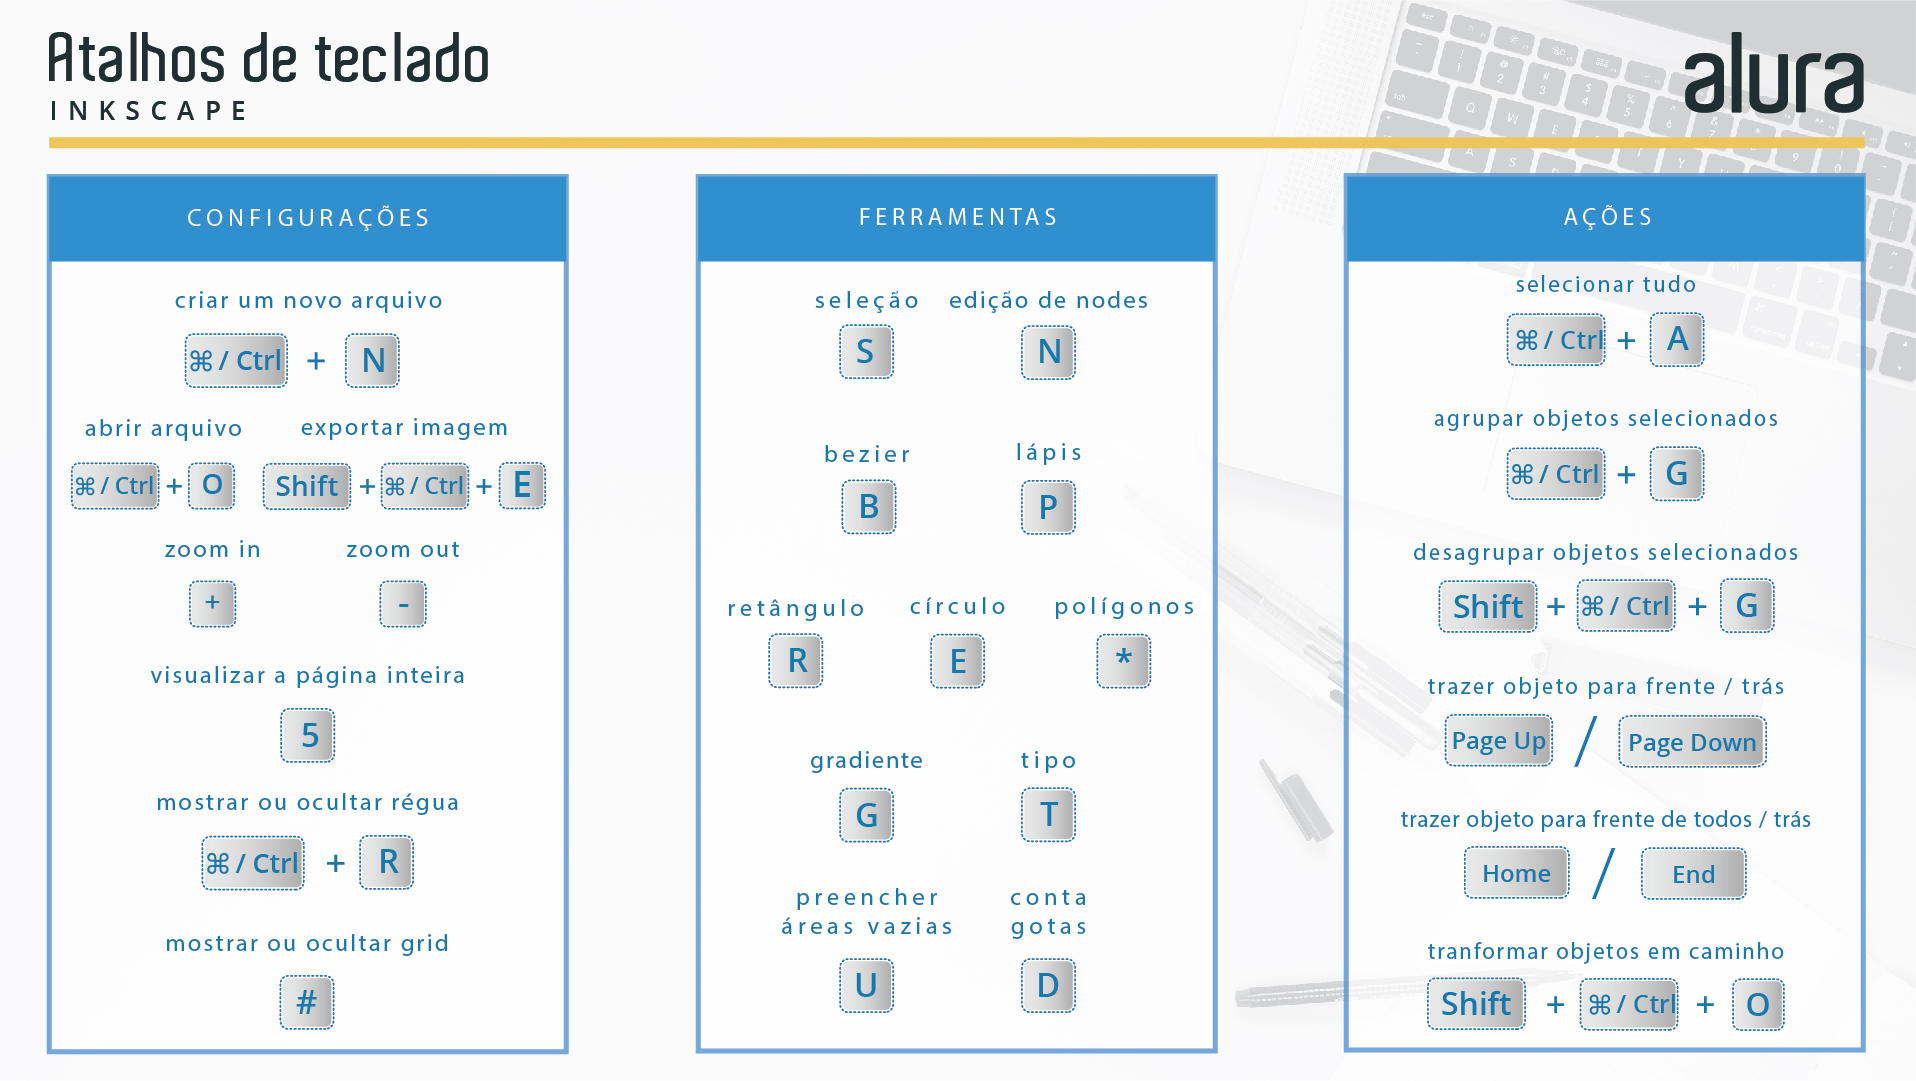 Atalhos de teclado
INKSCAPE
alura
CONFIGURAÇÕES
criar um novo arquivo
⌘ / Ctrl + N
abrir arquivo
⌘ / Ctrl + O
exportar imagem
Shift + ⌘ / Ctrl + E
zoom in
+
zoom out
-
visualizar a página inteira
5
mostrar ou ocultar régua
⌘ / Ctrl + R
mostrar ou ocultar grid
#
FERRAMENTAS
seleção
S
edição de nodes
N
bezier
B
lápis
P
retângulo
R
círculo
E
polígonos
*
gradiente
G
tipo
T
preencher
áreas vazias
U
conta
gotas
D
AÇÕES
selecionar tudo
⌘ / Ctrl + A
agrupar objetos selecionados
⌘ / Ctrl + G
desagrupar objetos selecionados
Shift + ⌘ / Ctrl + G
trazer objeto para frente / trás
Page Up / Page Down
trazer objeto para frente de todos / trás
Home / End
tranformar objetos em caminho
Shift + ⌘ / Ctrl + O